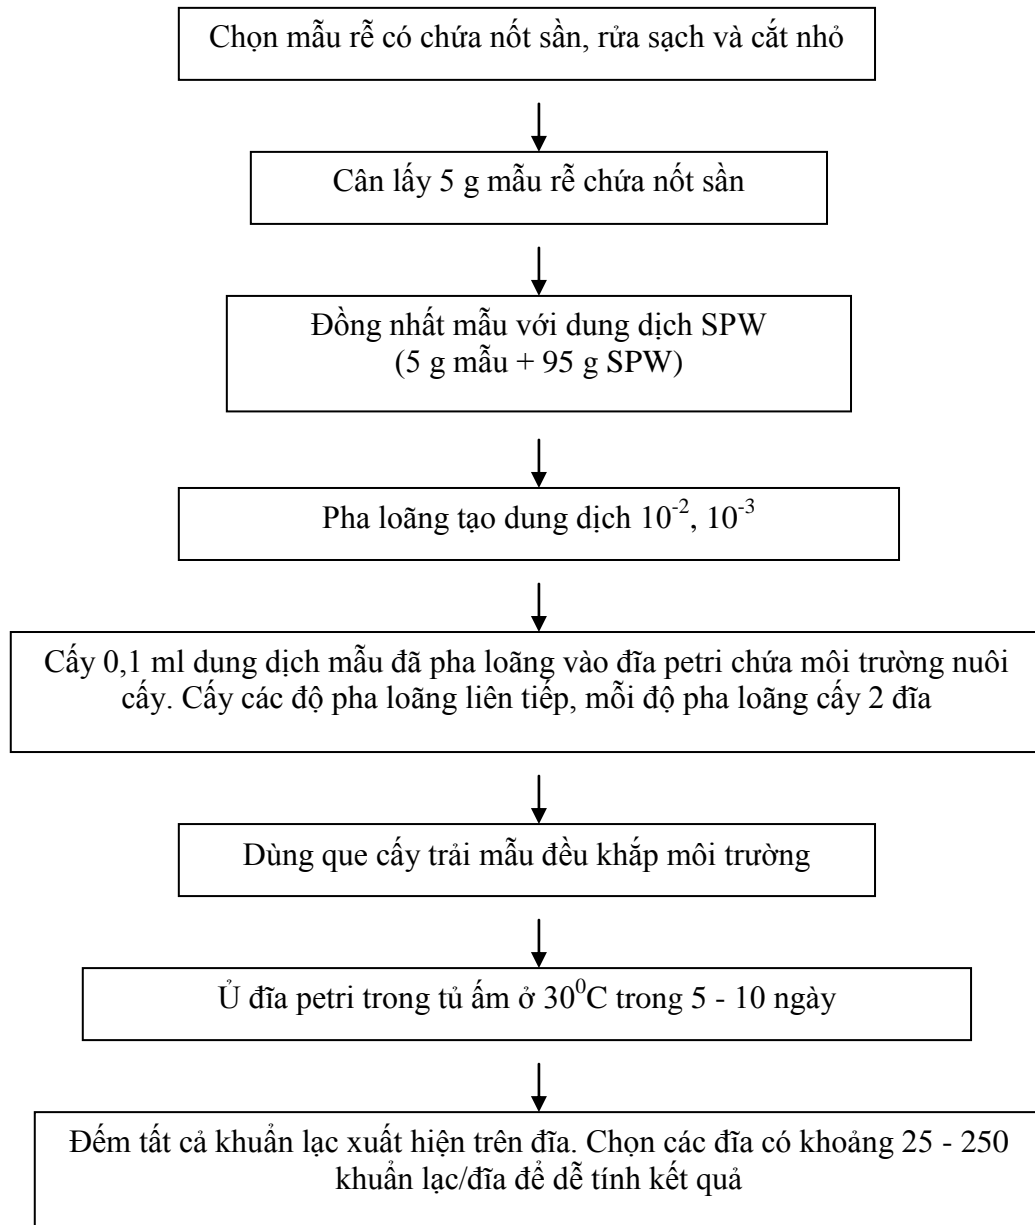 Chọn mẫu rễ có chứa nốt sần, rửa sạch và cắt nhỏ
Cân lấy 5 g mẫu rễ chứa nốt sần
Đồng nhất mẫu với dung dịch SPW
(5 g mẫu + 95 g SPW)
Pha loãng tạo dung dịch 10⁻², 10⁻³
Cấy 0,1 ml dung dịch mẫu đã pha loãng vào đĩa petri chứa môi trường nuôi
cấy. Cấy các độ pha loãng liên tiếp, mỗi độ pha loãng cấy 2 đĩa
Dùng que cấy trải mẫu đều khắp môi trường
Ủ đĩa petri trong tủ ấm ở 30⁰C trong 5 - 10 ngày
Đếm tất cả khuẩn lạc xuất hiện trên đĩa. Chọn các đĩa có khoảng 25 - 250
khuẩn lạc/đĩa để dễ tính kết quả